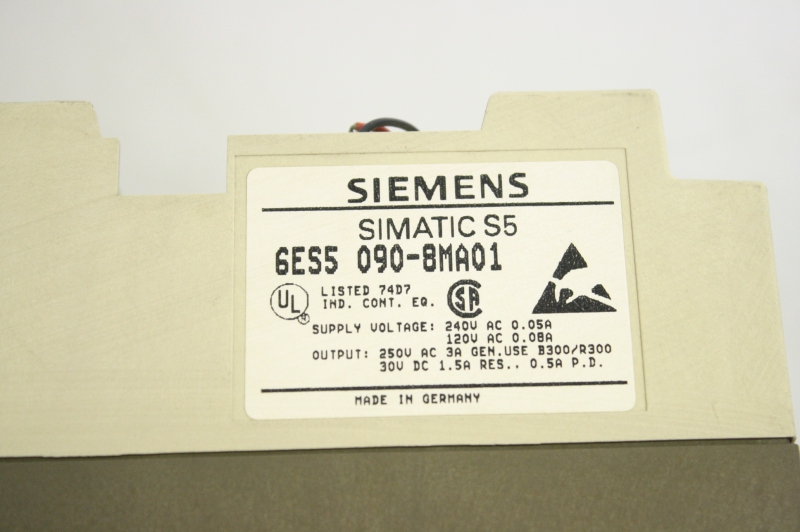 SIEMENS
SIMATIC S5
6ES5 090-8MA01
UL LISTED 74D7
IND. CONT. EQ. SA
SUPPLY VOLTAGE: 240V AC 0.05A
120V AC 0.08A
OUTPUT: 250V AC 3A GEN.USE B300/R300
30V DC 1.5A RES.. 0.5A P.D.
MADE IN GERMANY